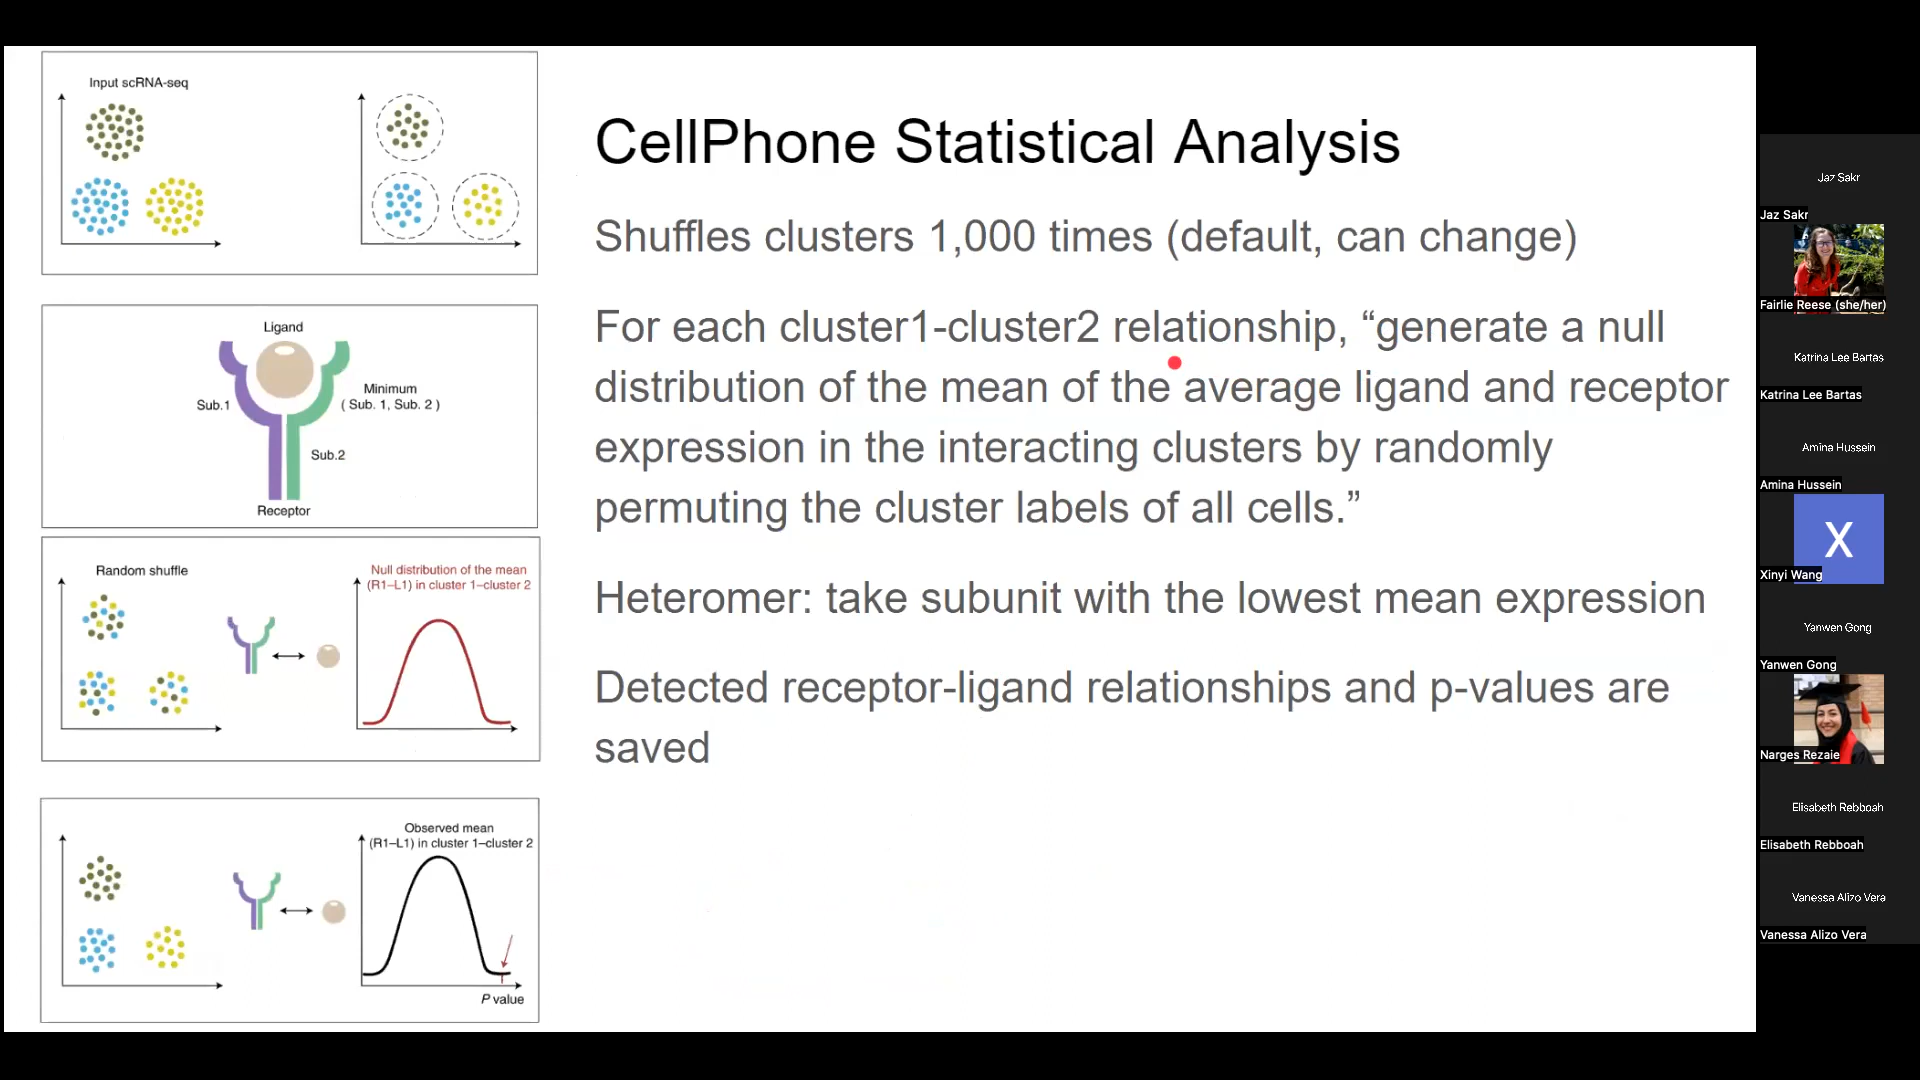 Input scRNA-seq
Ligand
Minimum
Sub.1
( Sub. 1, Sub. 2 )
Sub.2
Receptor
Random shuffle
Null distribution of the mean
(R1–L1) in cluster 1–cluster 2
Observed mean
(R1–L1) in cluster 1–cluster 2
P value
CellPhone Statistical Analysis
Shuffles clusters 1,000 times (default, can change)
For each cluster1-cluster2 relationship, “generate a null
distribution of the mean of the average ligand and receptor
expression in the interacting clusters by randomly
permuting the cluster labels of all cells.”
Heteromer: take subunit with the lowest mean expression
Detected receptor-ligand relationships and p-values are
saved
Jaz Sakr
Jaz Sakr
Fairlie Reese (she/her)
Katrina Lee Bartas
Katrina Lee Bartas
Amina Hussein
Amina Hussein
X
Xinyi Wang
Yanwen Gong
Yanwen Gong
Narges Rezaie
Elisabeth Rebboah
Elisabeth Rebboah
Vanessa Alizo Vera
Vanessa Alizo Vera